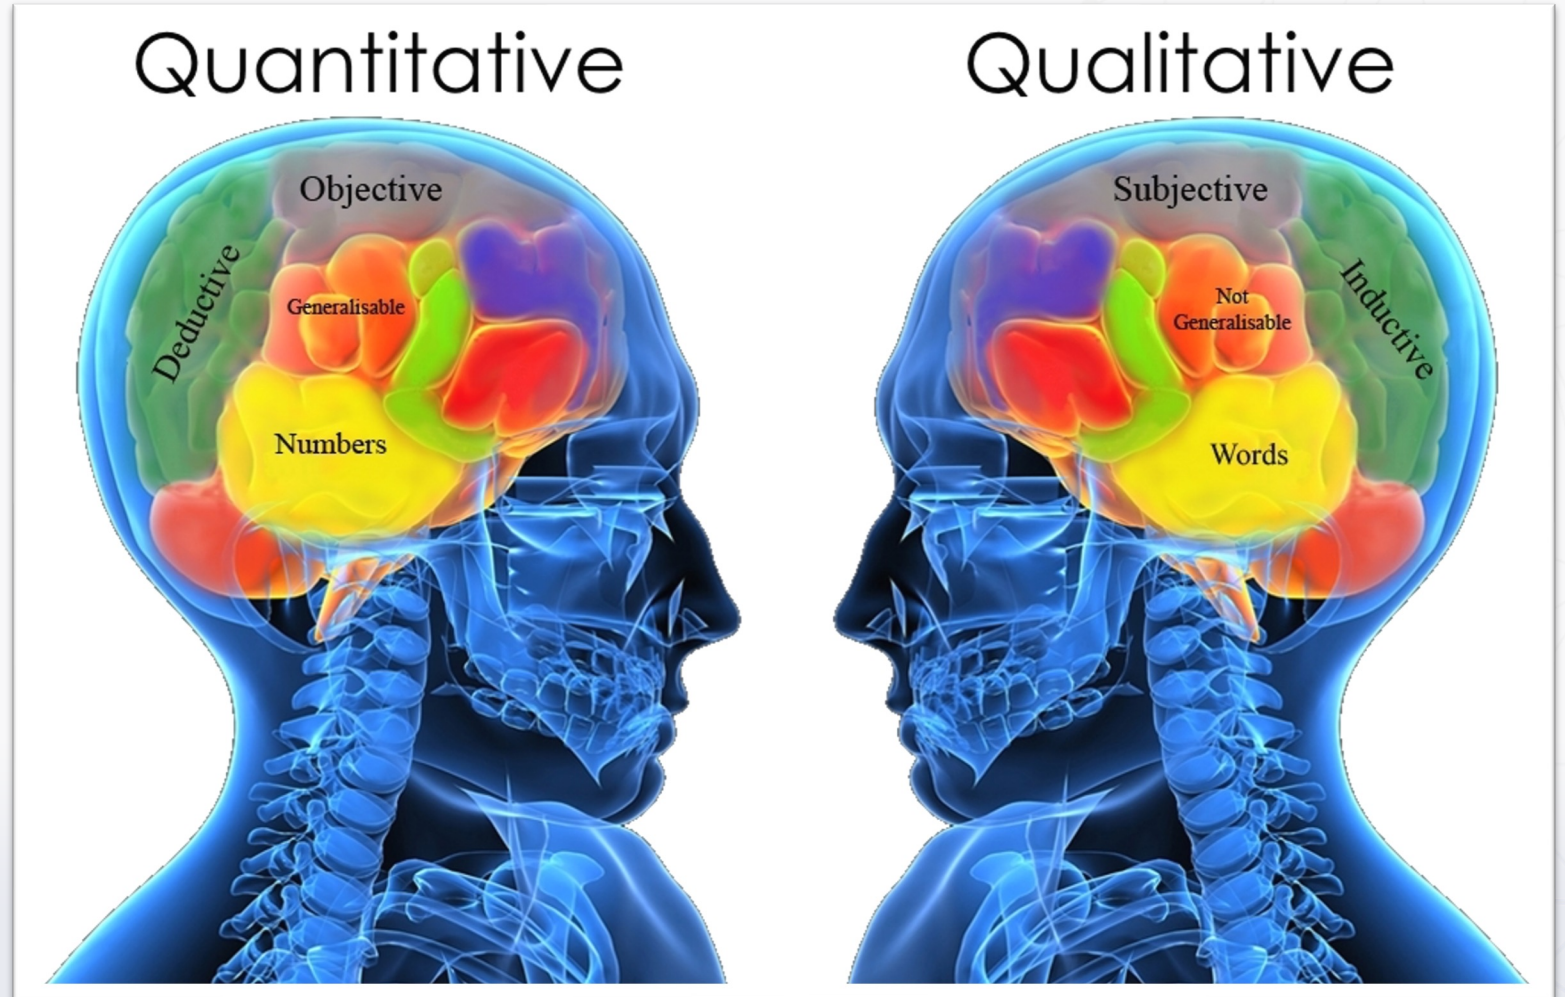 Quantitative
Objective
Deductive
Generalisable
Numbers
Qualitative
Subjective
Inductive
Not
Generalisable
Words